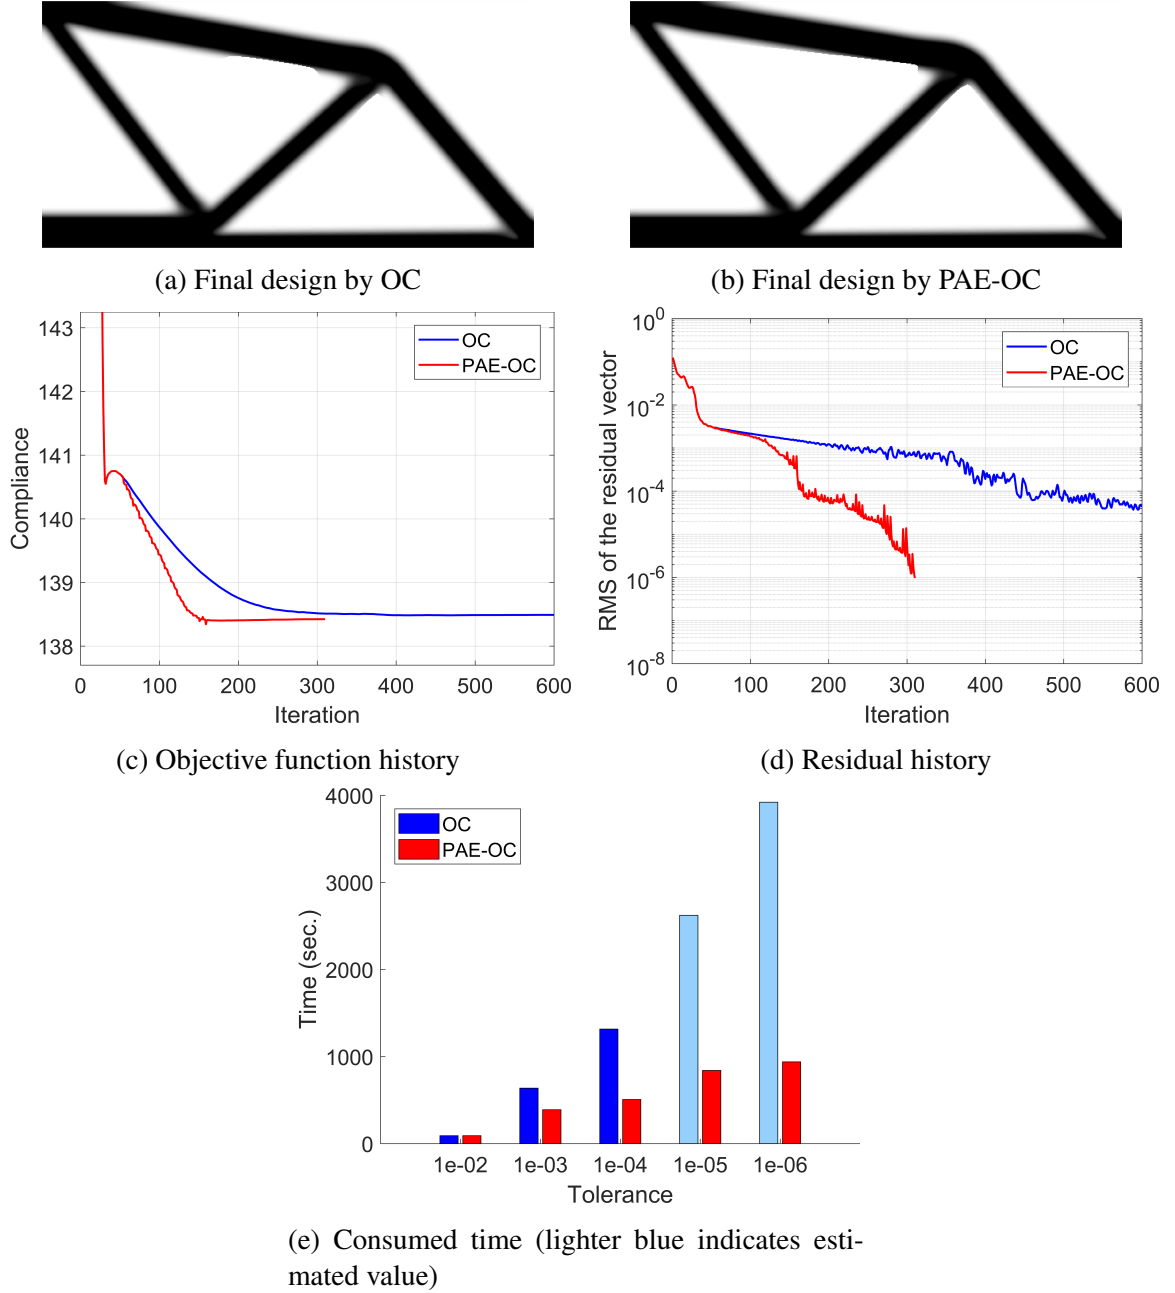 (a) Final design by OC
(b) Final design by PAE-OC
143
142
141
140
139
138
Compliance
OC
PAE-OC
0 100 200 300 400 500 600
Iteration
(c) Objective function history
10^0
10^-2
10^-4
10^-6
10^-8
RMS of the residual vector
OC
PAE-OC
0 100 200 300 400 500 600
Iteration
(d) Residual history
4000
3000
2000
1000
0
Time (sec.)
OC
PAE-OC
1e-02 1e-03 1e-04 1e-05 1e-06
Tolerance
(e) Consumed time (lighter blue indicates esti-
mated value)